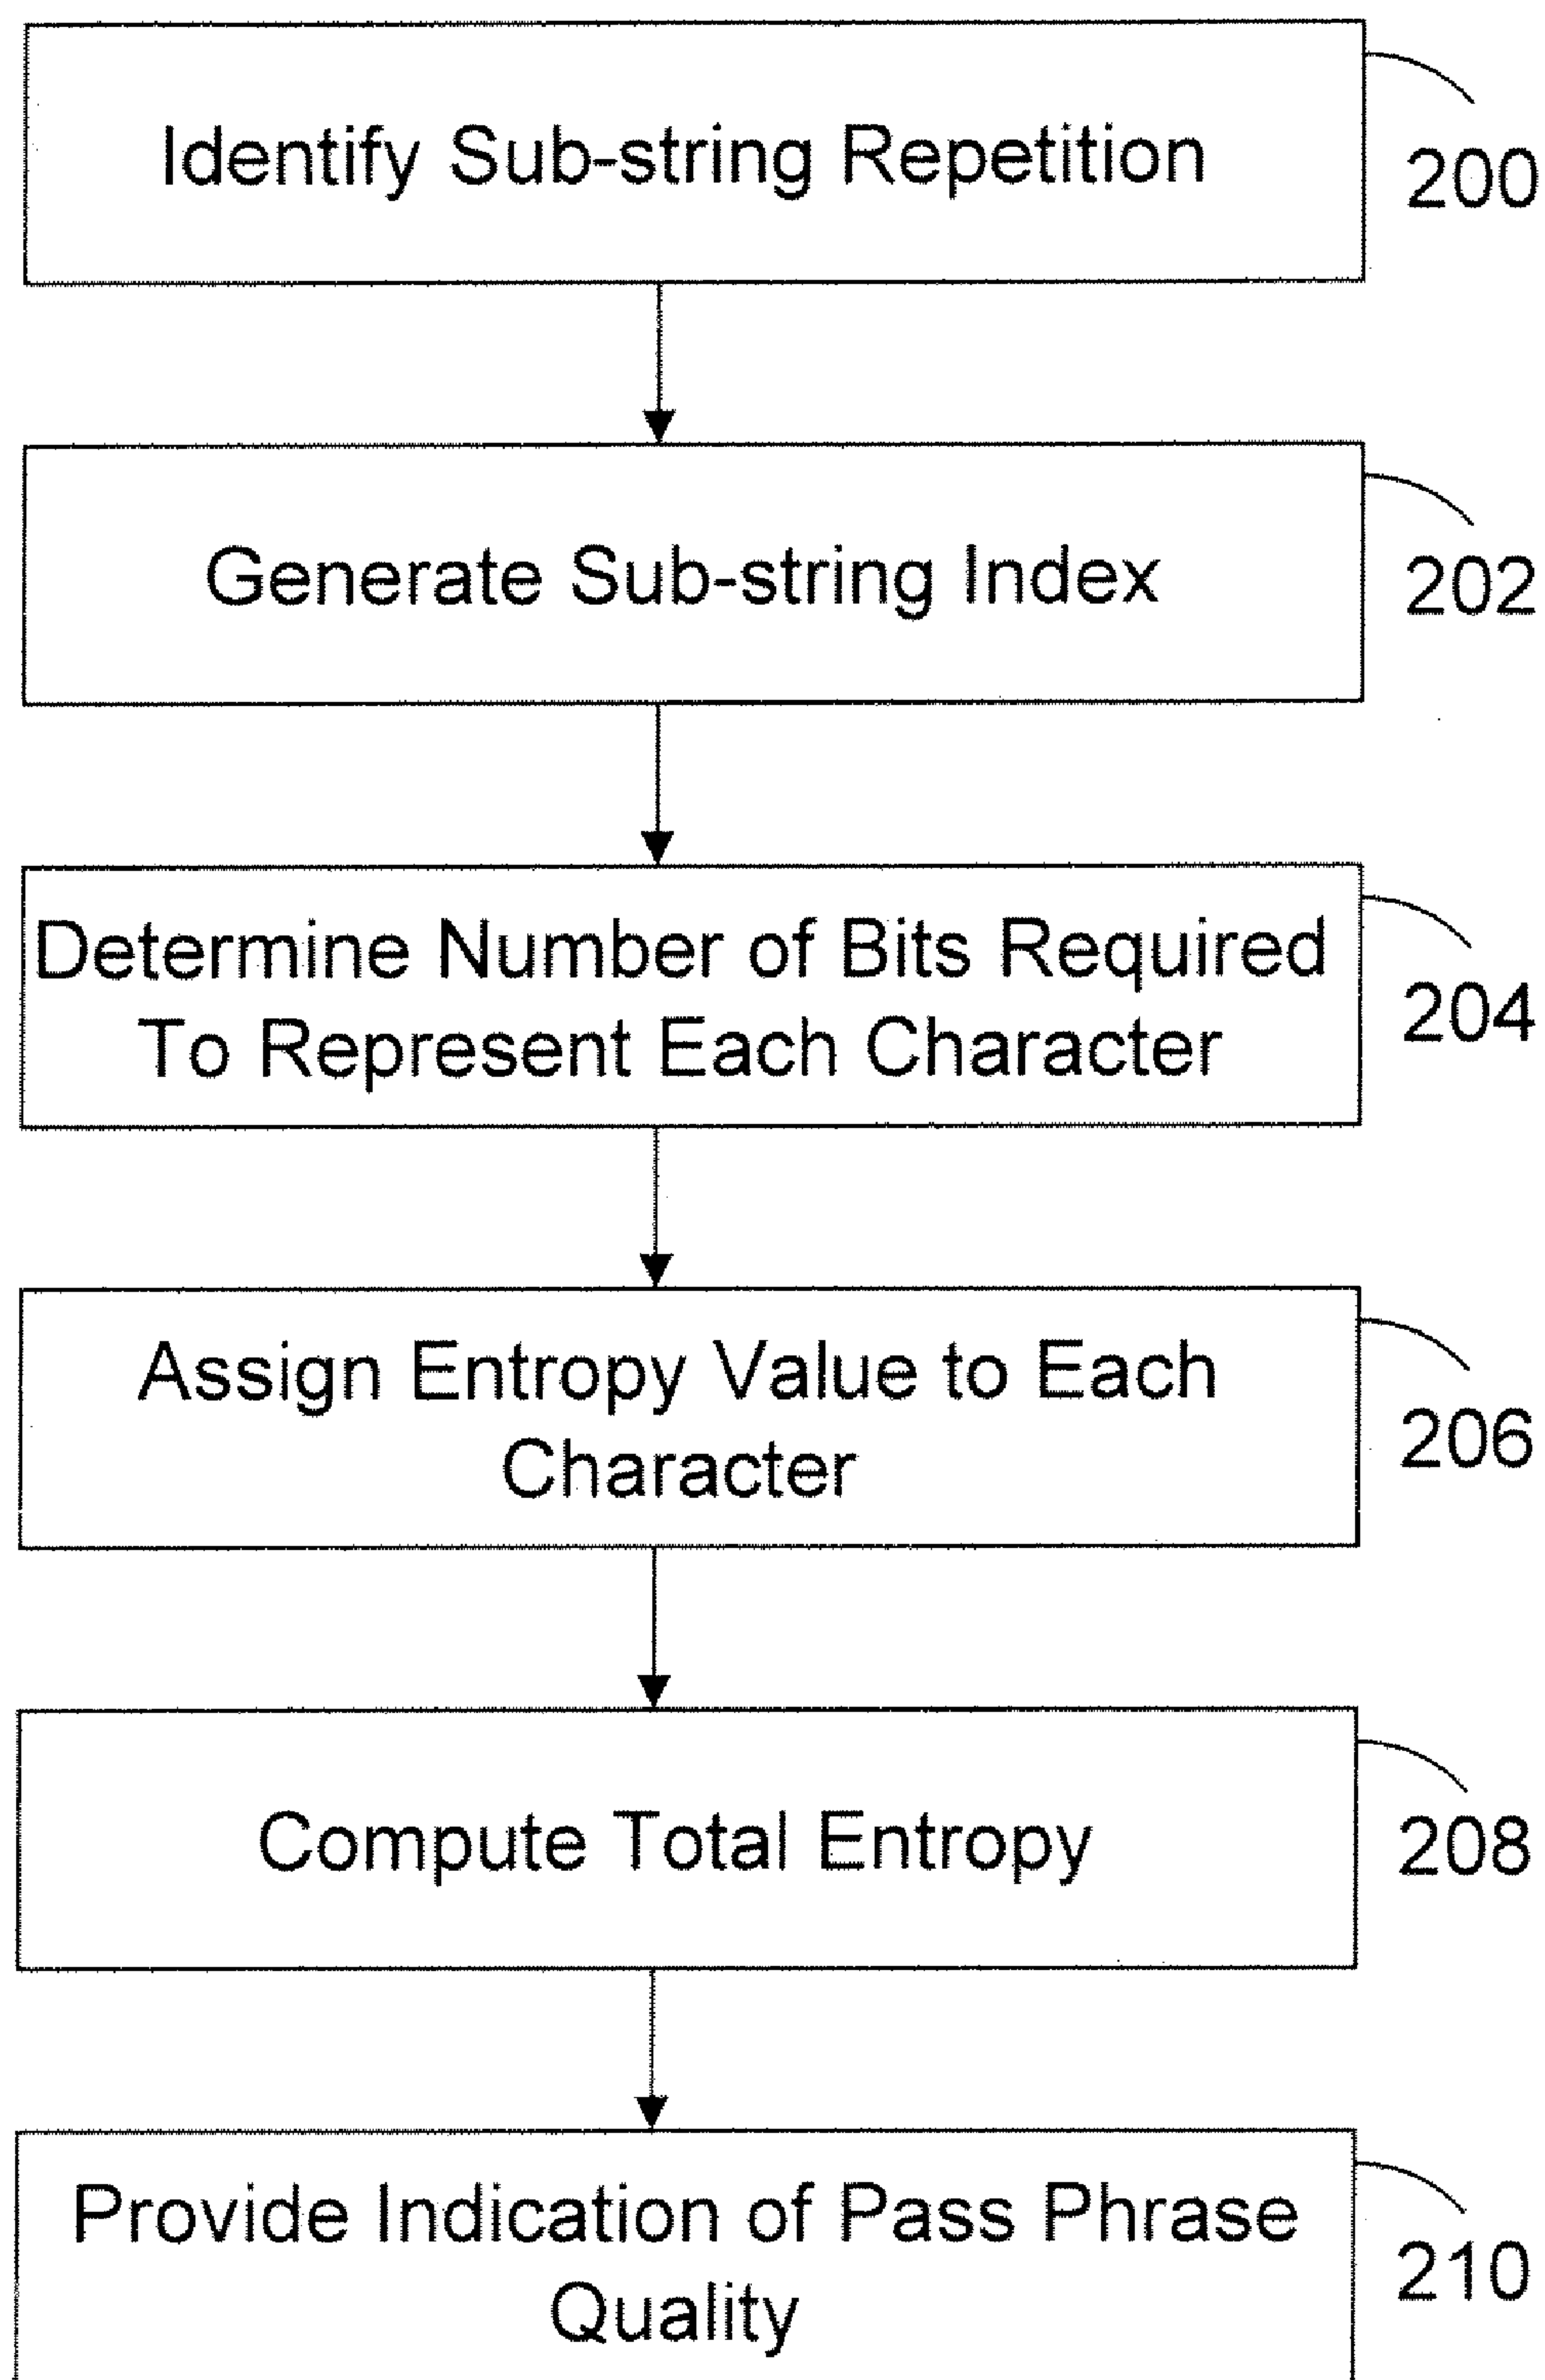 Identify Sub-string Repetition
200
Generate Sub-string Index
202
Determine Number of Bits Required
To Represent Each Character
204
Assign Entropy Value to Each
Character
206
Compute Total Entropy
208
Provide Indication of Pass Phrase
Quality
210